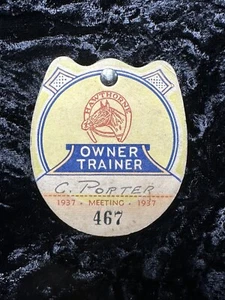 HAWTHORNE
OWNER
TRAINER
C. PORTER
1937 - MEETING - 1937
467